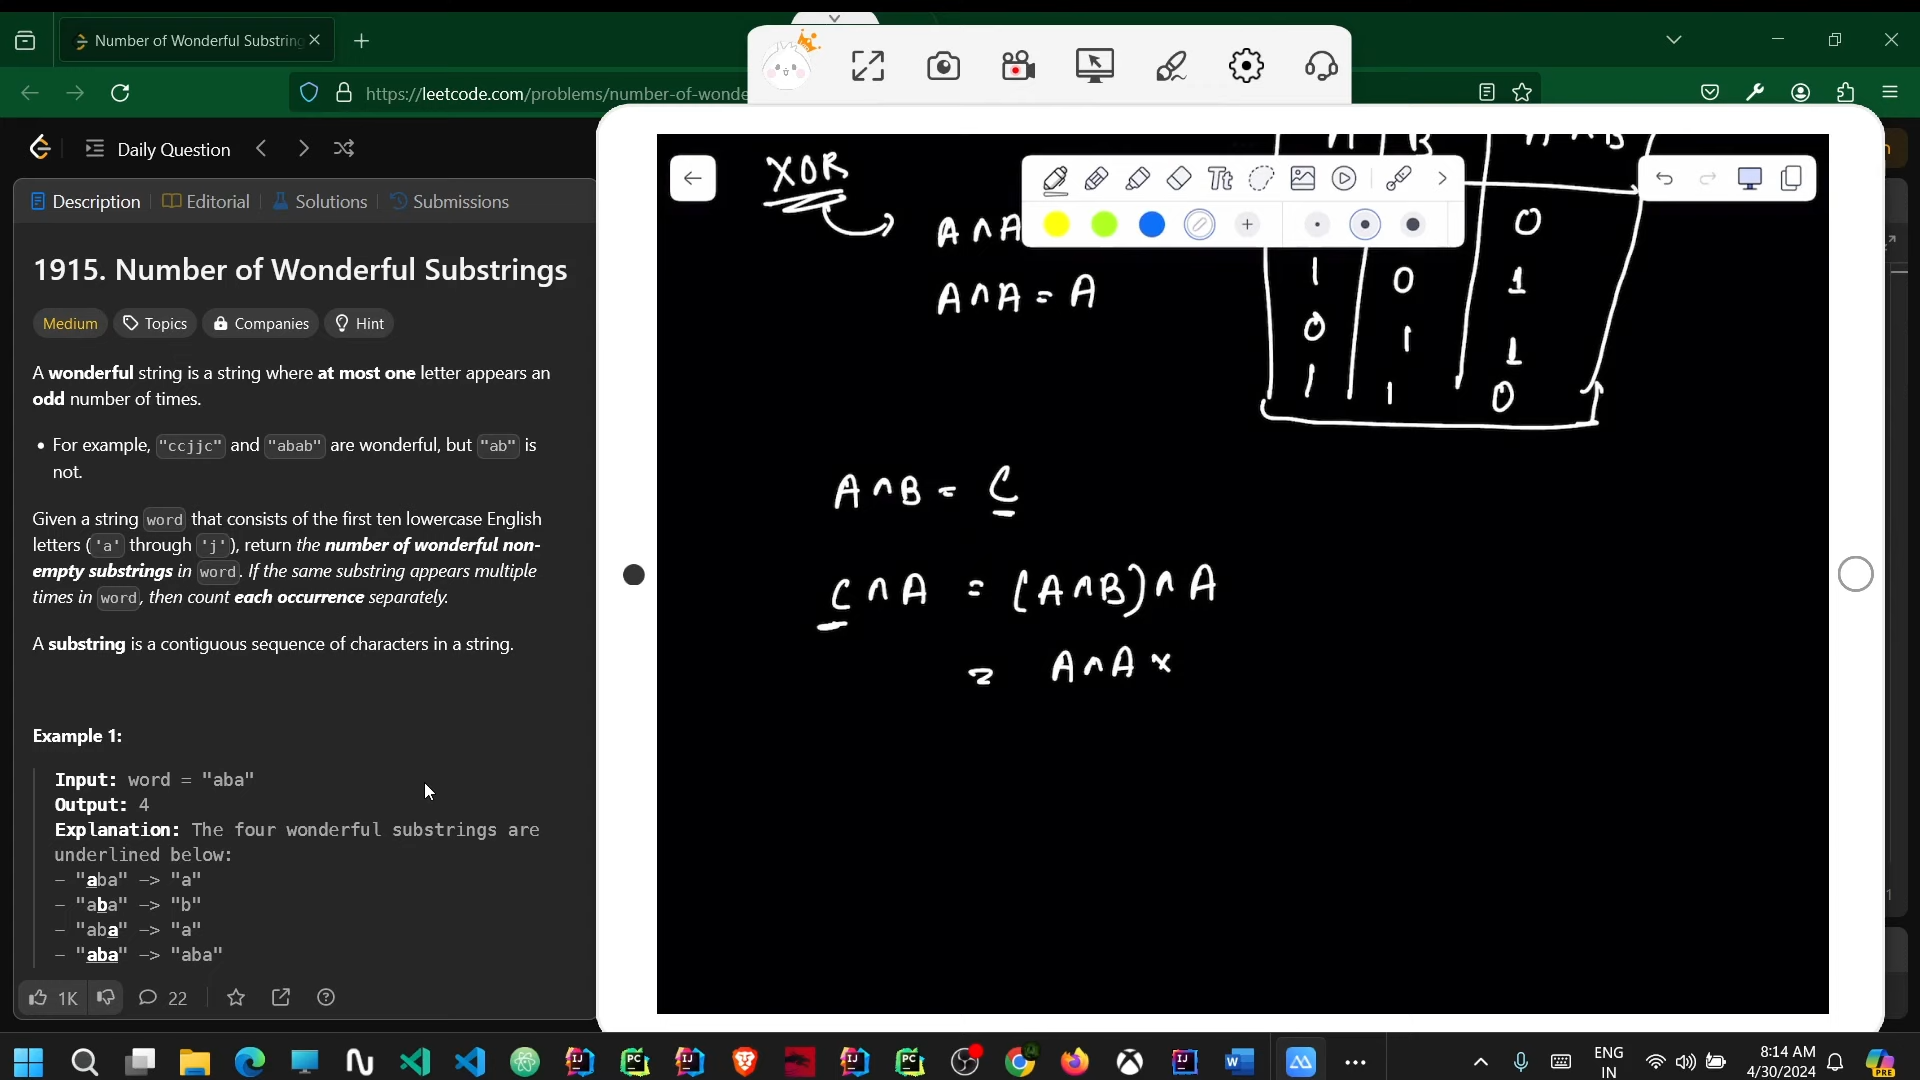 Number of Wonderful Substring
https://leetcode.com/problems/number-of-wonde
Daily Question
Description
Editorial
Solutions
Submissions
1915. Number of Wonderful Substrings
Medium
Topics
Companies
Hint
A wonderful string is a string where at most one letter appears an
odd number of times.
• For example, "ccjjc" and "abab" are wonderful, but "ab" is
not.
Given a string word that consists of the first ten lowercase English
letters ('a' through 'j'), return the number of wonderful non-
empty substrings in word. If the same substring appears multiple
times in word, then count each occurrence separately.
A substring is a contiguous sequence of characters in a string.
Example 1:
Input: word = "aba"
Output: 4
Explanation: The four wonderful substrings are
underlined below:
- "aba" -> "a"
- "aba" -> "b"
- "aba" -> "a"
- "aba" -> "aba"
1K
22
XOR
Tt
A ∧ A
A ∧ A = A
A B A ∧ B
0
1 0 1
0 1 1
1 1 0
A ∧ B = C
C ∧ A = (A ∧ B) ∧ A
= A ∧ A x
ENG
IN
8:14 AM
4/30/2024
PRE